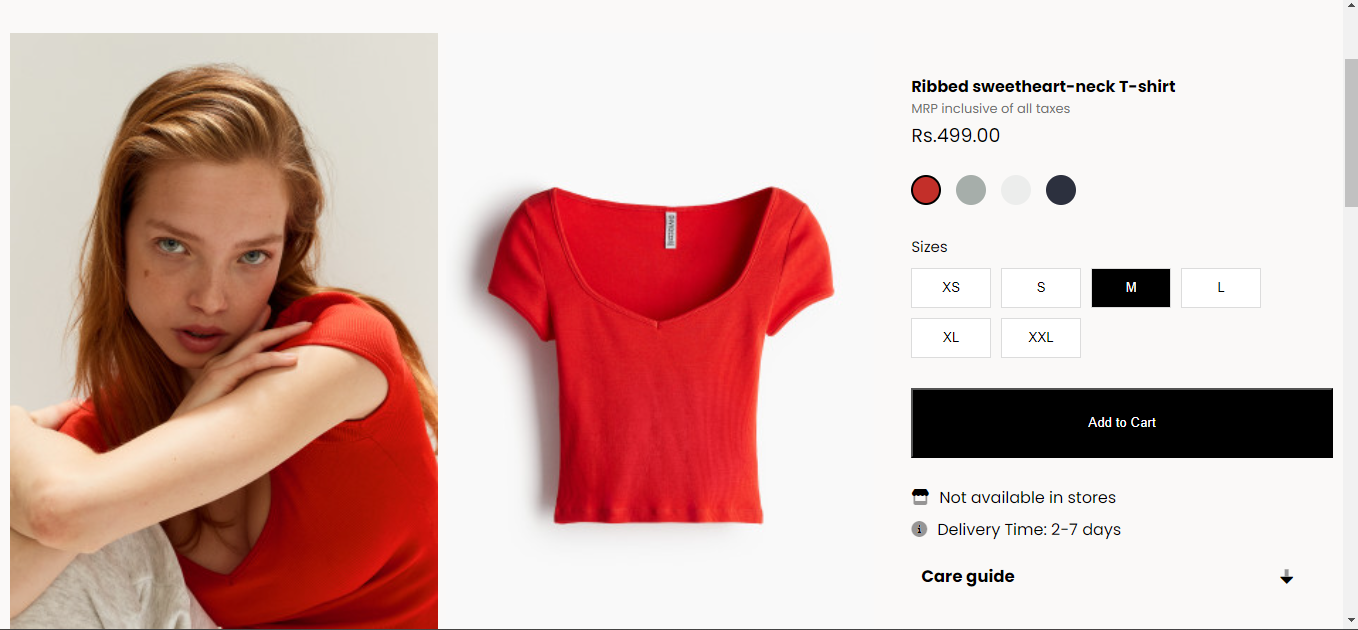 Ribbed sweetheart-neck T-shirt
MRP inclusive of all taxes
Rs.499.00
Sizes
XS S M L
XL XXL
Add to Cart
Not available in stores
Delivery Time: 2-7 days
Care guide